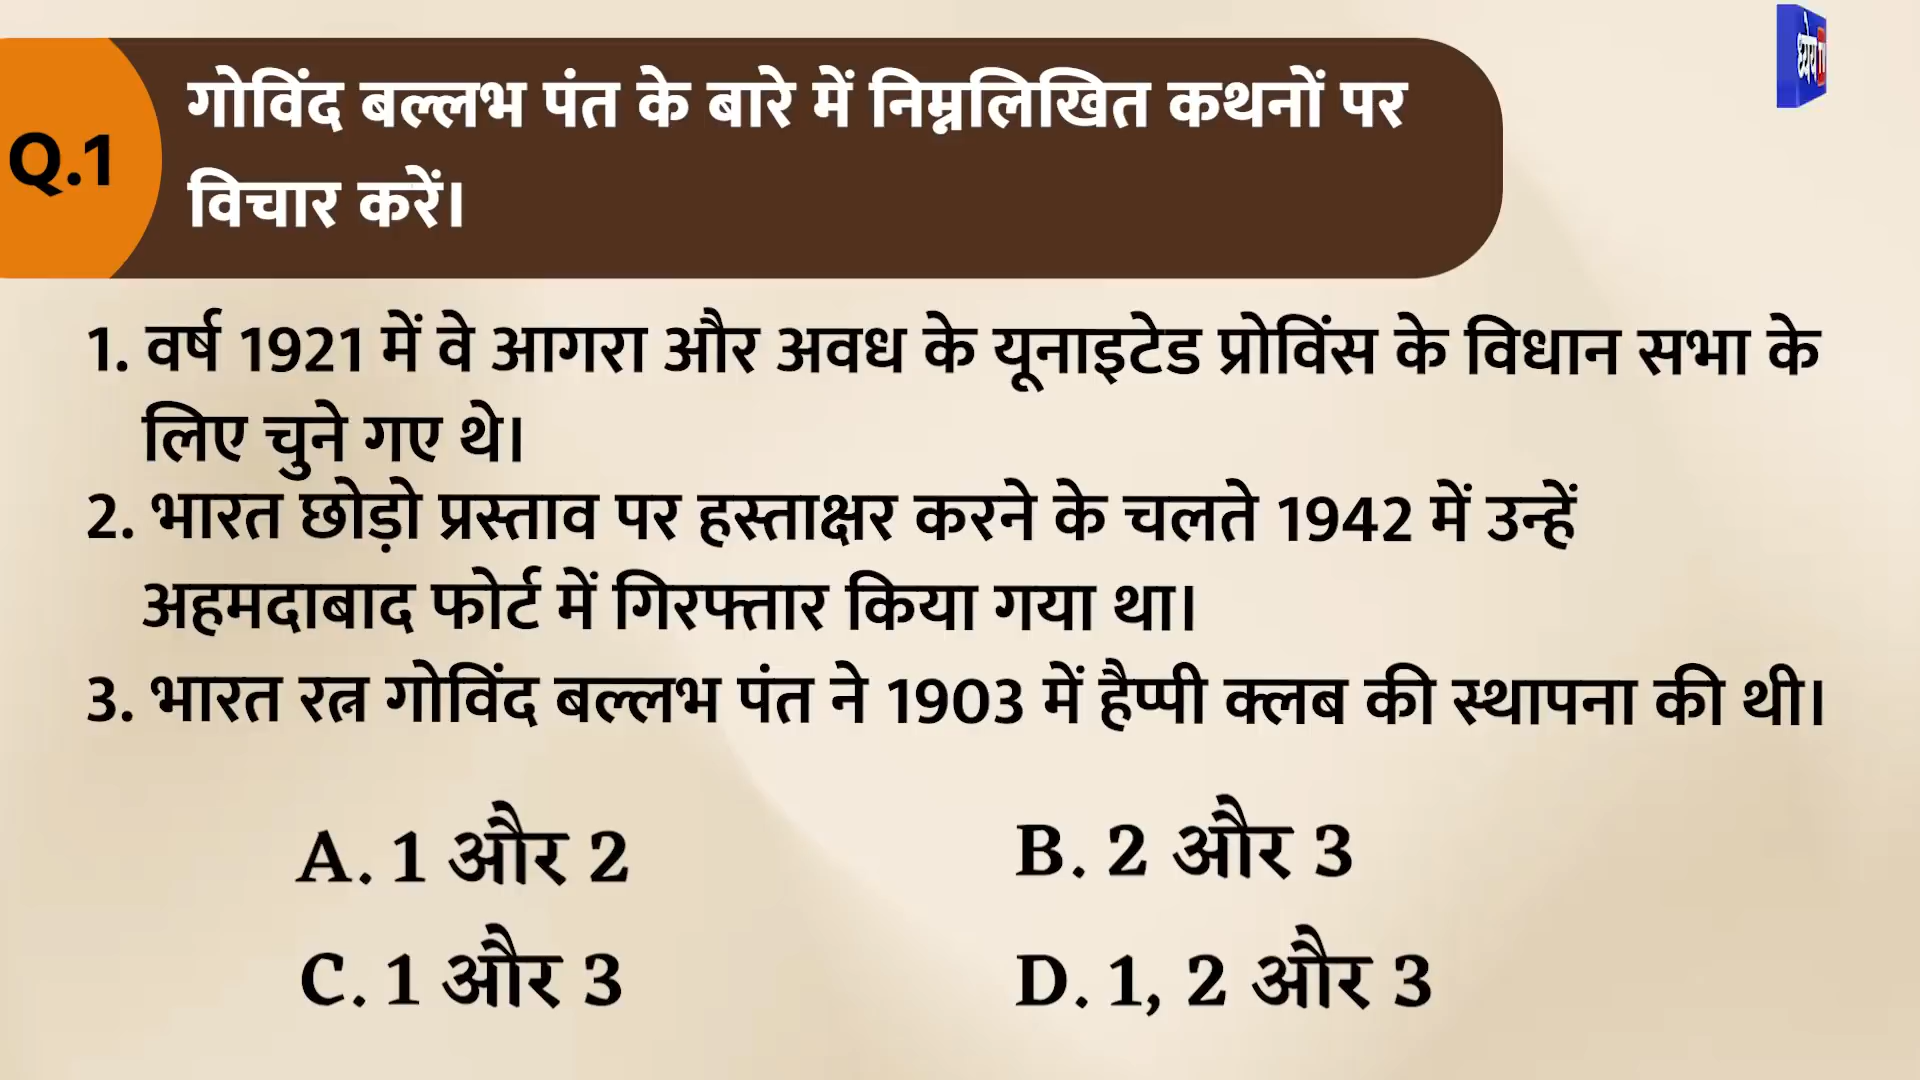 ध्येय TV
Q.1
गोविंद बल्लभ पंत के बारे में निम्नलिखित कथनों पर
विचार करें।
1. वर्ष 1921 में वे आगरा और अवध के यूनाइटेड प्रोविंस के विधान सभा के
लिए चुने गए थे।
2. भारत छोड़ो प्रस्ताव पर हस्ताक्षर करने के चलते 1942 में उन्हें
अहमदाबाद फोर्ट में गिरफ्तार किया गया था।
3. भारत रत्न गोविंद बल्लभ पंत ने 1903 में हैप्पी क्लब की स्थापना की थी।
A. 1 और 2
B. 2 और 3
C. 1 और 3
D. 1, 2 और 3